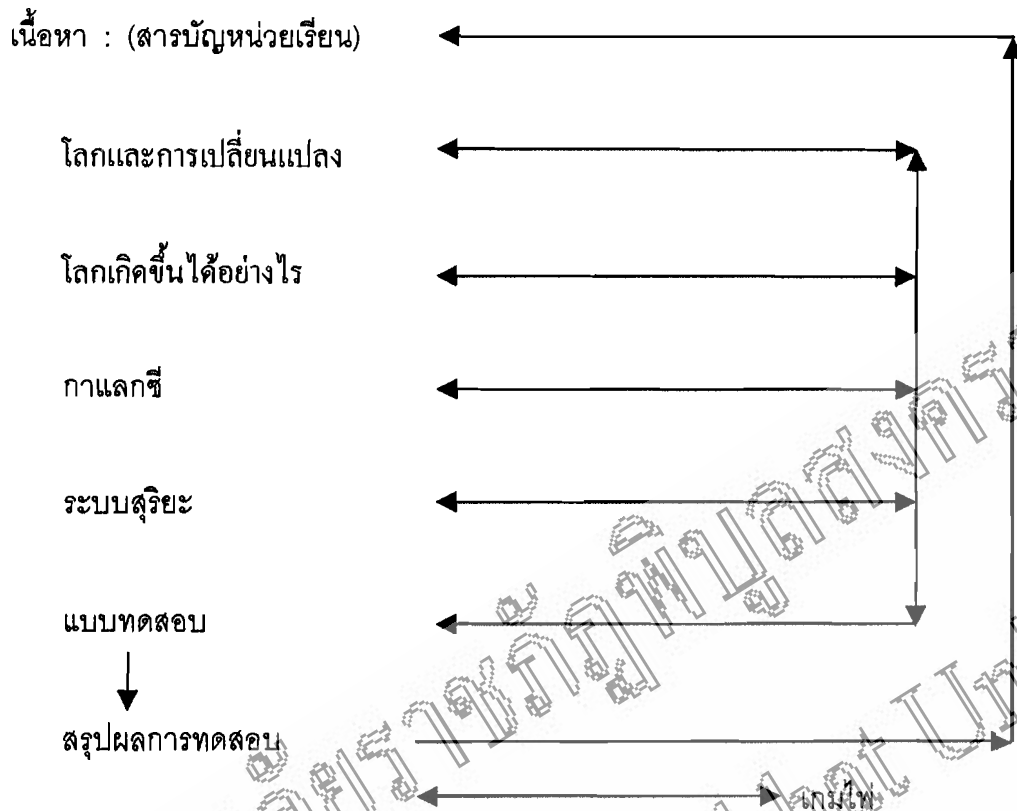 เนื้อหา : (สารบัญหน่วยเรียน)
โลกและการเปลี่ยนแปลง
โลกเกิดขึ้นได้อย่างไร
กาแลกซี่
ระบบสุริยะ
แบบทดสอบ
สรุปผลการทดสอบ
เกมไพ่